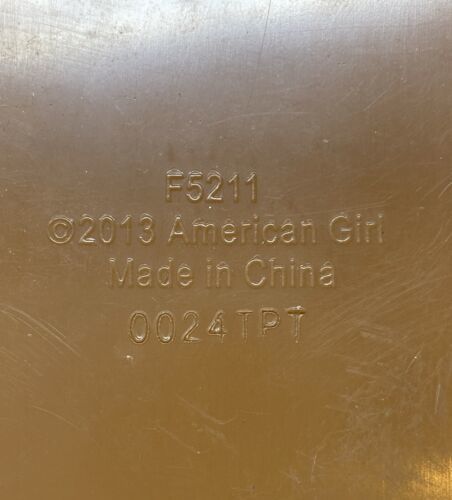 F5211
©2013 American Girl
Made in China
0024TPT